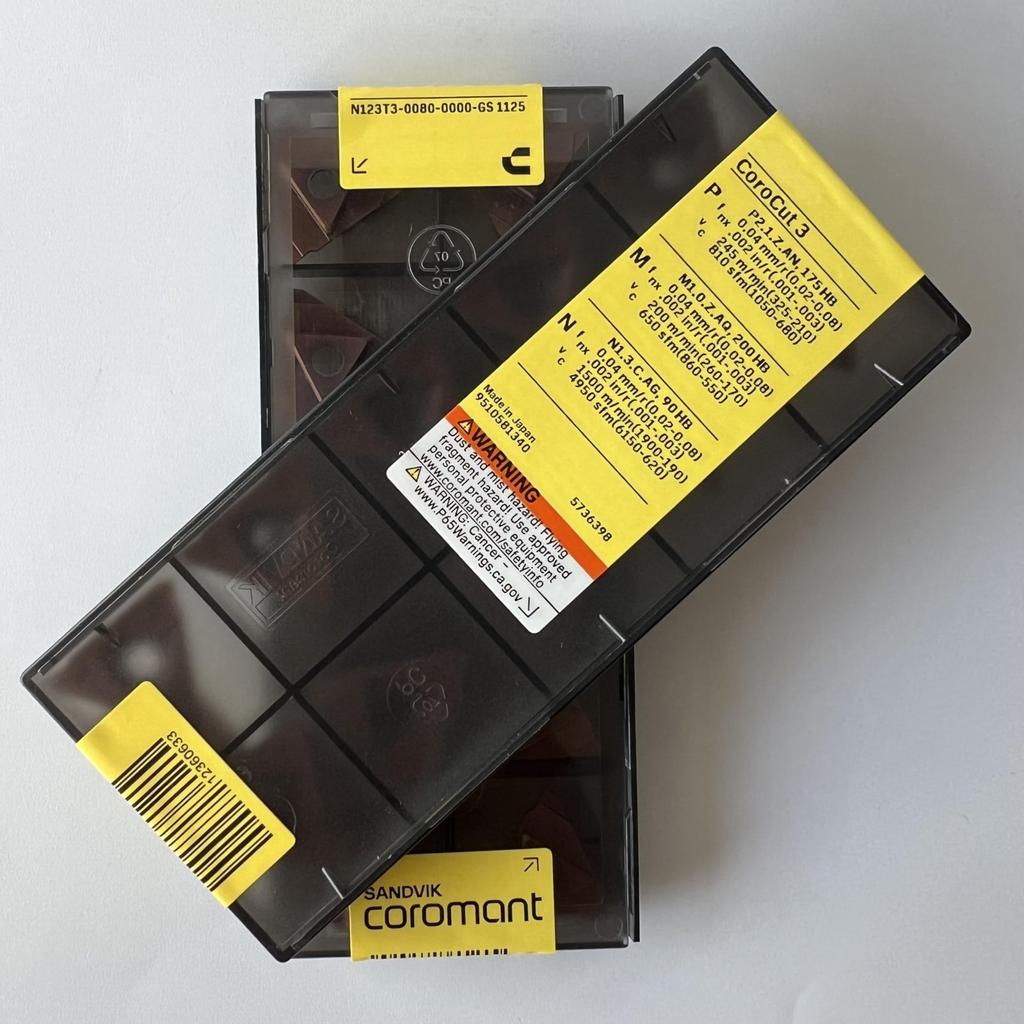 N123T3-0080-0000-GS 1125
07
PC
CoroCut 3
P
P2.1.Z.AN, 175 HB
fnx 0.04 mm/r(0.02-0.08)
.002 in/r(.001-.003)
vc 245 m/min(325-210)
810 sfm(1050-680)
M
M1.0.Z.AQ, 200 HB
fnx 0.04 mm/r(0.02-0.08)
.002 in/r(.001-.003)
vc 200 m/min(260-170)
650 sfm(860-550)
N
N1.3.C.AG, 90 HB
fnx 0.04 mm/r(0.02-0.08)
.002 in/r(.001-.003)
vc 1500 m/min(1900-190)
4950 sfm(6150-620)
Made in Japan
9510581340
5736398
WARNING
Dust and mist hazard! Flying
fragment hazard! Use approved
personal protective equipment
www.coromant.com/safetyinfo
WARNING: Cancer -
www.P65Warnings.ca.gov
SANDVIK
Coromant
12360633
SANDVIK
coromant